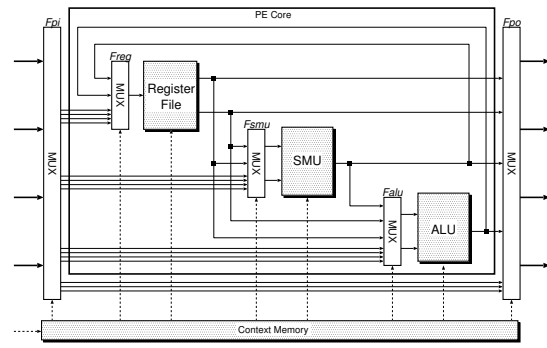 PE Core
Fpi
Fpo
Freg
MUX
Register
File
Fsmu
MUX
SMU
MUX
MUX
Falu
MUX
ALU
Context Memory